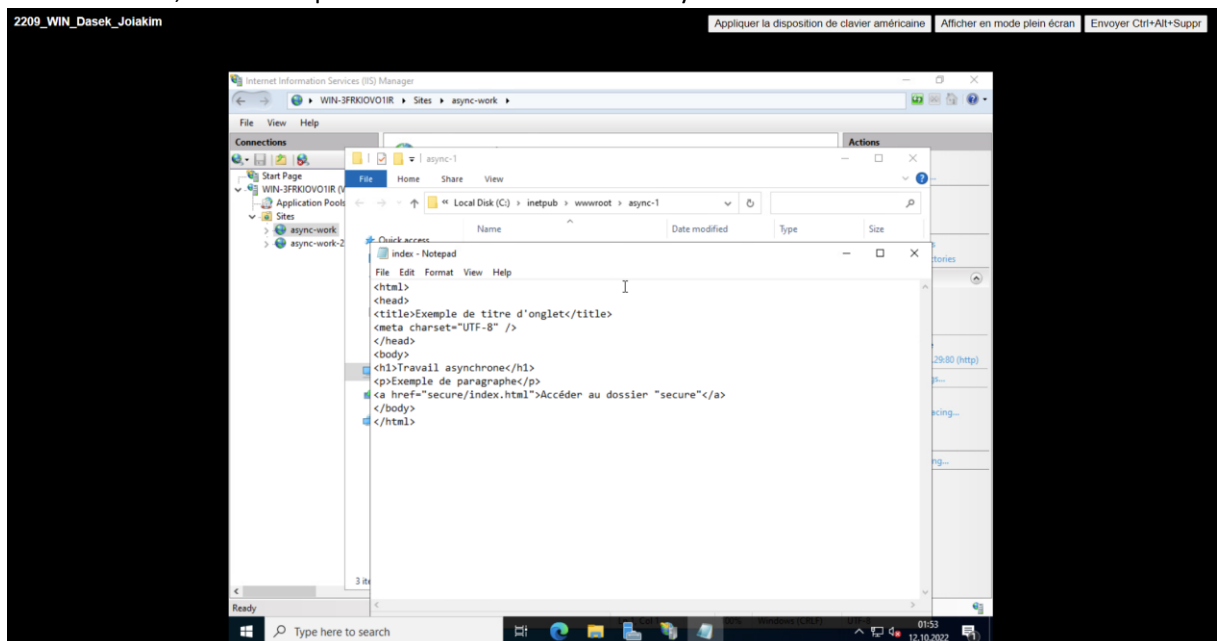 2209_WIN_Dasek_Joiakim
Appliquer la disposition de clavier américaine
Afficher en mode plein écran
Envoyer Ctrl+Alt+Suppr
Internet Information Services (IIS) Manager
WIN-3FRKIOVO1IR
Sites
async-work
File View Help
Connections
Actions
Start Page
WIN-3FRKIOVO1IR (W
Application Pools
Sites
async-work
async-work-2
async-1
File Home Share View
« Local Disk (C:) › inetpub › wwwroot › async-1
Name Date modified Type Size
Quick access
index - Notepad
File Edit Format View Help
<html>
<head>
<title>Exemple de titre d'onglet</title>
<meta charset="UTF-8" />
</head>
<body>
<h1>Travail asynchrone</h1>
<p>Exemple de paragraphe</p>
<a href="secure/index.html">Accéder au dossier "secure"</a>
</body>
</html>
tories
.29:80 (http)
gs...
acing...
ng...
3 ite
Ready
Windows (CRLF) UTF-8
Type here to search
01:53
12.10.2022